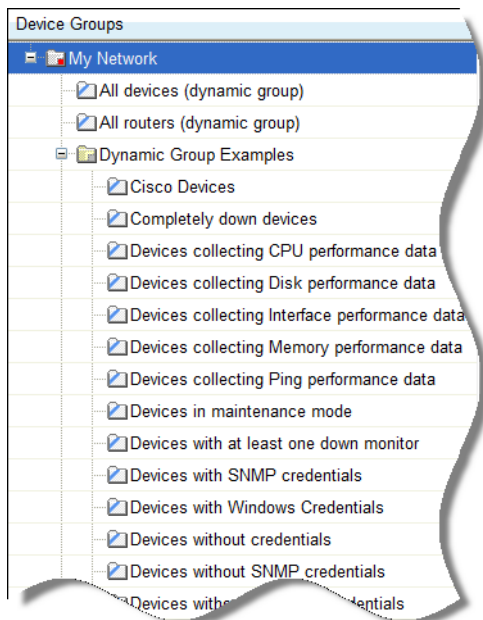 Device Groups
My Network
All devices (dynamic group)
All routers (dynamic group)
Dynamic Group Examples
Cisco Devices
Completely down devices
Devices collecting CPU performance data
Devices collecting Disk performance data
Devices collecting Interface performance data
Devices collecting Memory performance data
Devices collecting Ping performance data
Devices in maintenance mode
Devices with at least one down monitor
Devices with SNMP credentials
Devices with Windows Credentials
Devices without credentials
Devices without SNMP credentials
Devices